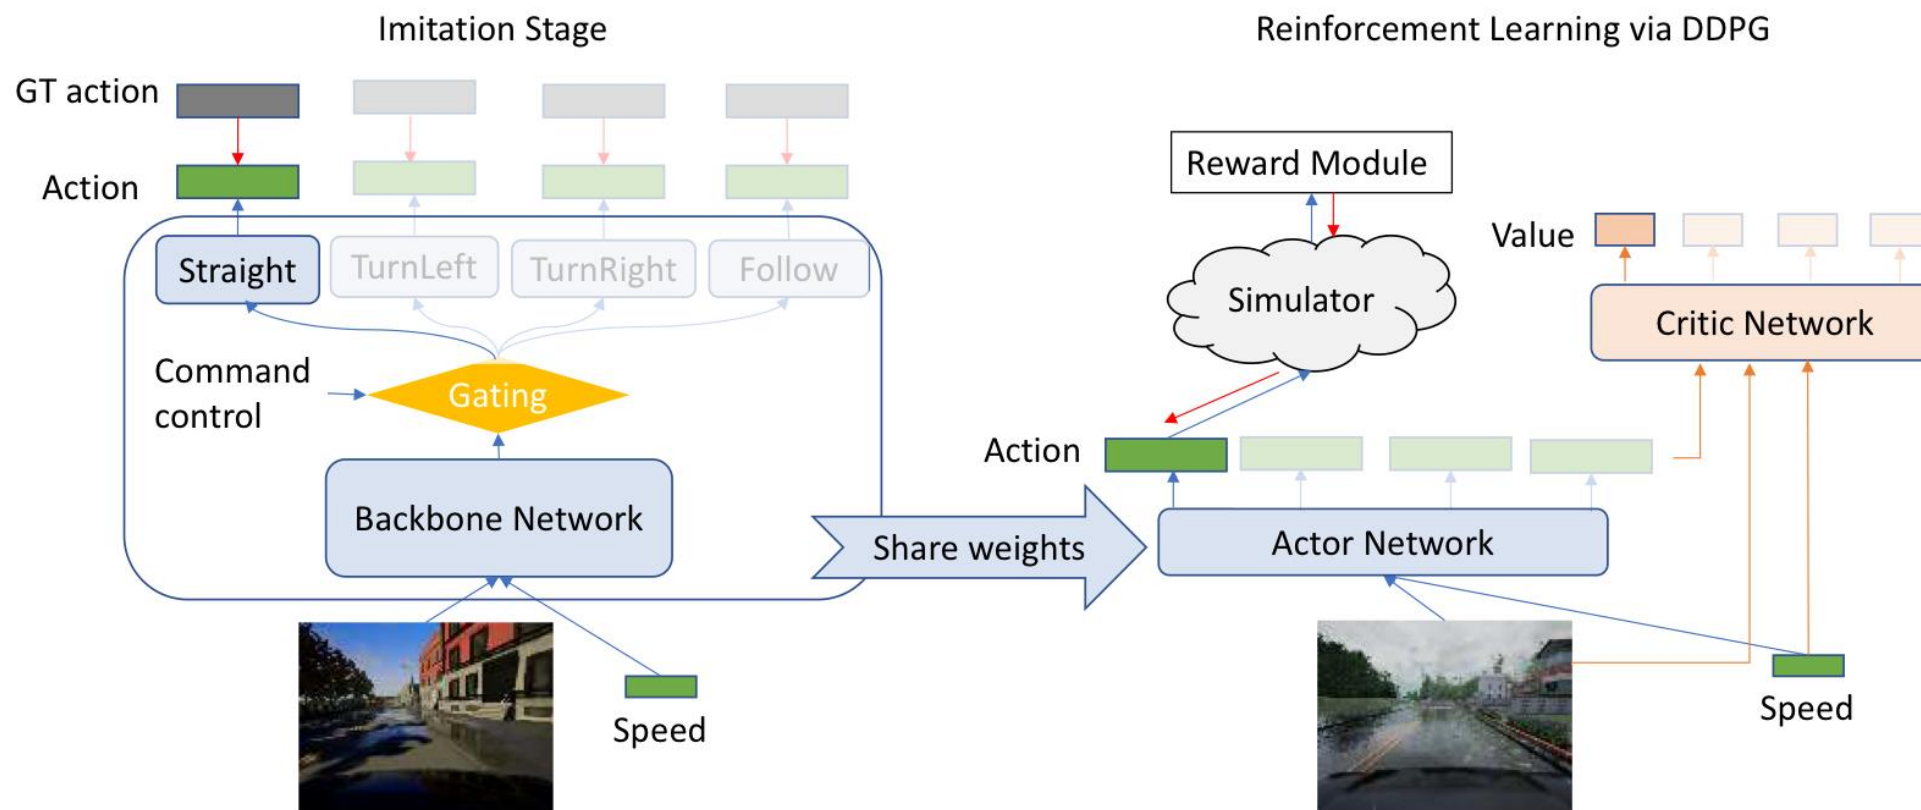 Imitation Stage
Reinforcement Learning via DDPG
GT action
Action
Straight
TurnLeft
TurnRight
Follow
Command
control
Gating
Backbone Network
Share weights
Reward Module
Simulator
Value
Critic Network
Action
Actor Network
Speed
Speed